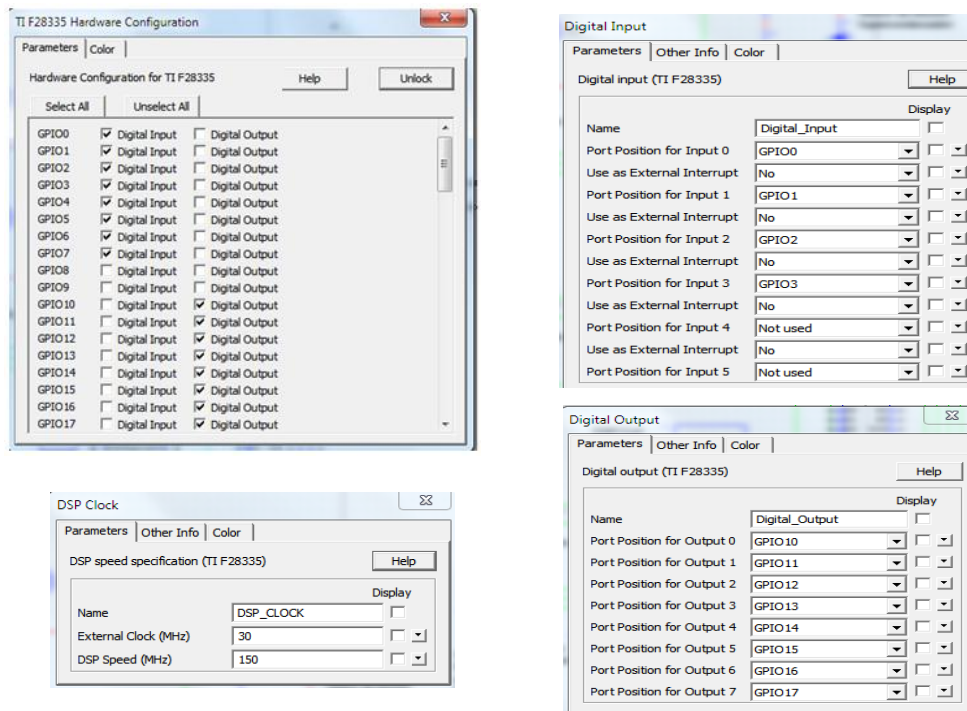 TI F28335 Hardware Configuration
Parameters Color
Hardware Configuration for TI F28335 Help Unlock
Select All Unselect All
GPIO0 Digital Input Digital Output
GPIO1 Digital Input Digital Output
GPIO2 Digital Input Digital Output
GPIO3 Digital Input Digital Output
GPIO4 Digital Input Digital Output
GPIO5 Digital Input Digital Output
GPIO6 Digital Input Digital Output
GPIO7 Digital Input Digital Output
GPIO8 Digital Input Digital Output
GPIO9 Digital Input Digital Output
GPIO10 Digital Input Digital Output
GPIO11 Digital Input Digital Output
GPIO12 Digital Input Digital Output
GPIO13 Digital Input Digital Output
GPIO14 Digital Input Digital Output
GPIO15 Digital Input Digital Output
GPIO16 Digital Input Digital Output
GPIO17 Digital Input Digital Output
Digital Input
Parameters Other Info Color
Digital input (TI F28335) Help
Display
Name Digital_Input
Port Position for Input 0 GPIO0
Use as External Interrupt No
Port Position for Input 1 GPIO1
Use as External Interrupt No
Port Position for Input 2 GPIO2
Use as External Interrupt No
Port Position for Input 3 GPIO3
Use as External Interrupt No
Port Position for Input 4 Not used
Use as External Interrupt No
Port Position for Input 5 Not used
DSP Clock
Parameters Other Info Color
DSP speed specification (TI F28335) Help
Display
Name DSP_CLOCK
External Clock (MHz) 30
DSP Speed (MHz) 150
Digital Output
Parameters Other Info Color
Digital output (TI F28335) Help
Display
Name Digital_Output
Port Position for Output 0 GPIO10
Port Position for Output 1 GPIO11
Port Position for Output 2 GPIO12
Port Position for Output 3 GPIO13
Port Position for Output 4 GPIO14
Port Position for Output 5 GPIO15
Port Position for Output 6 GPIO16
Port Position for Output 7 GPIO17